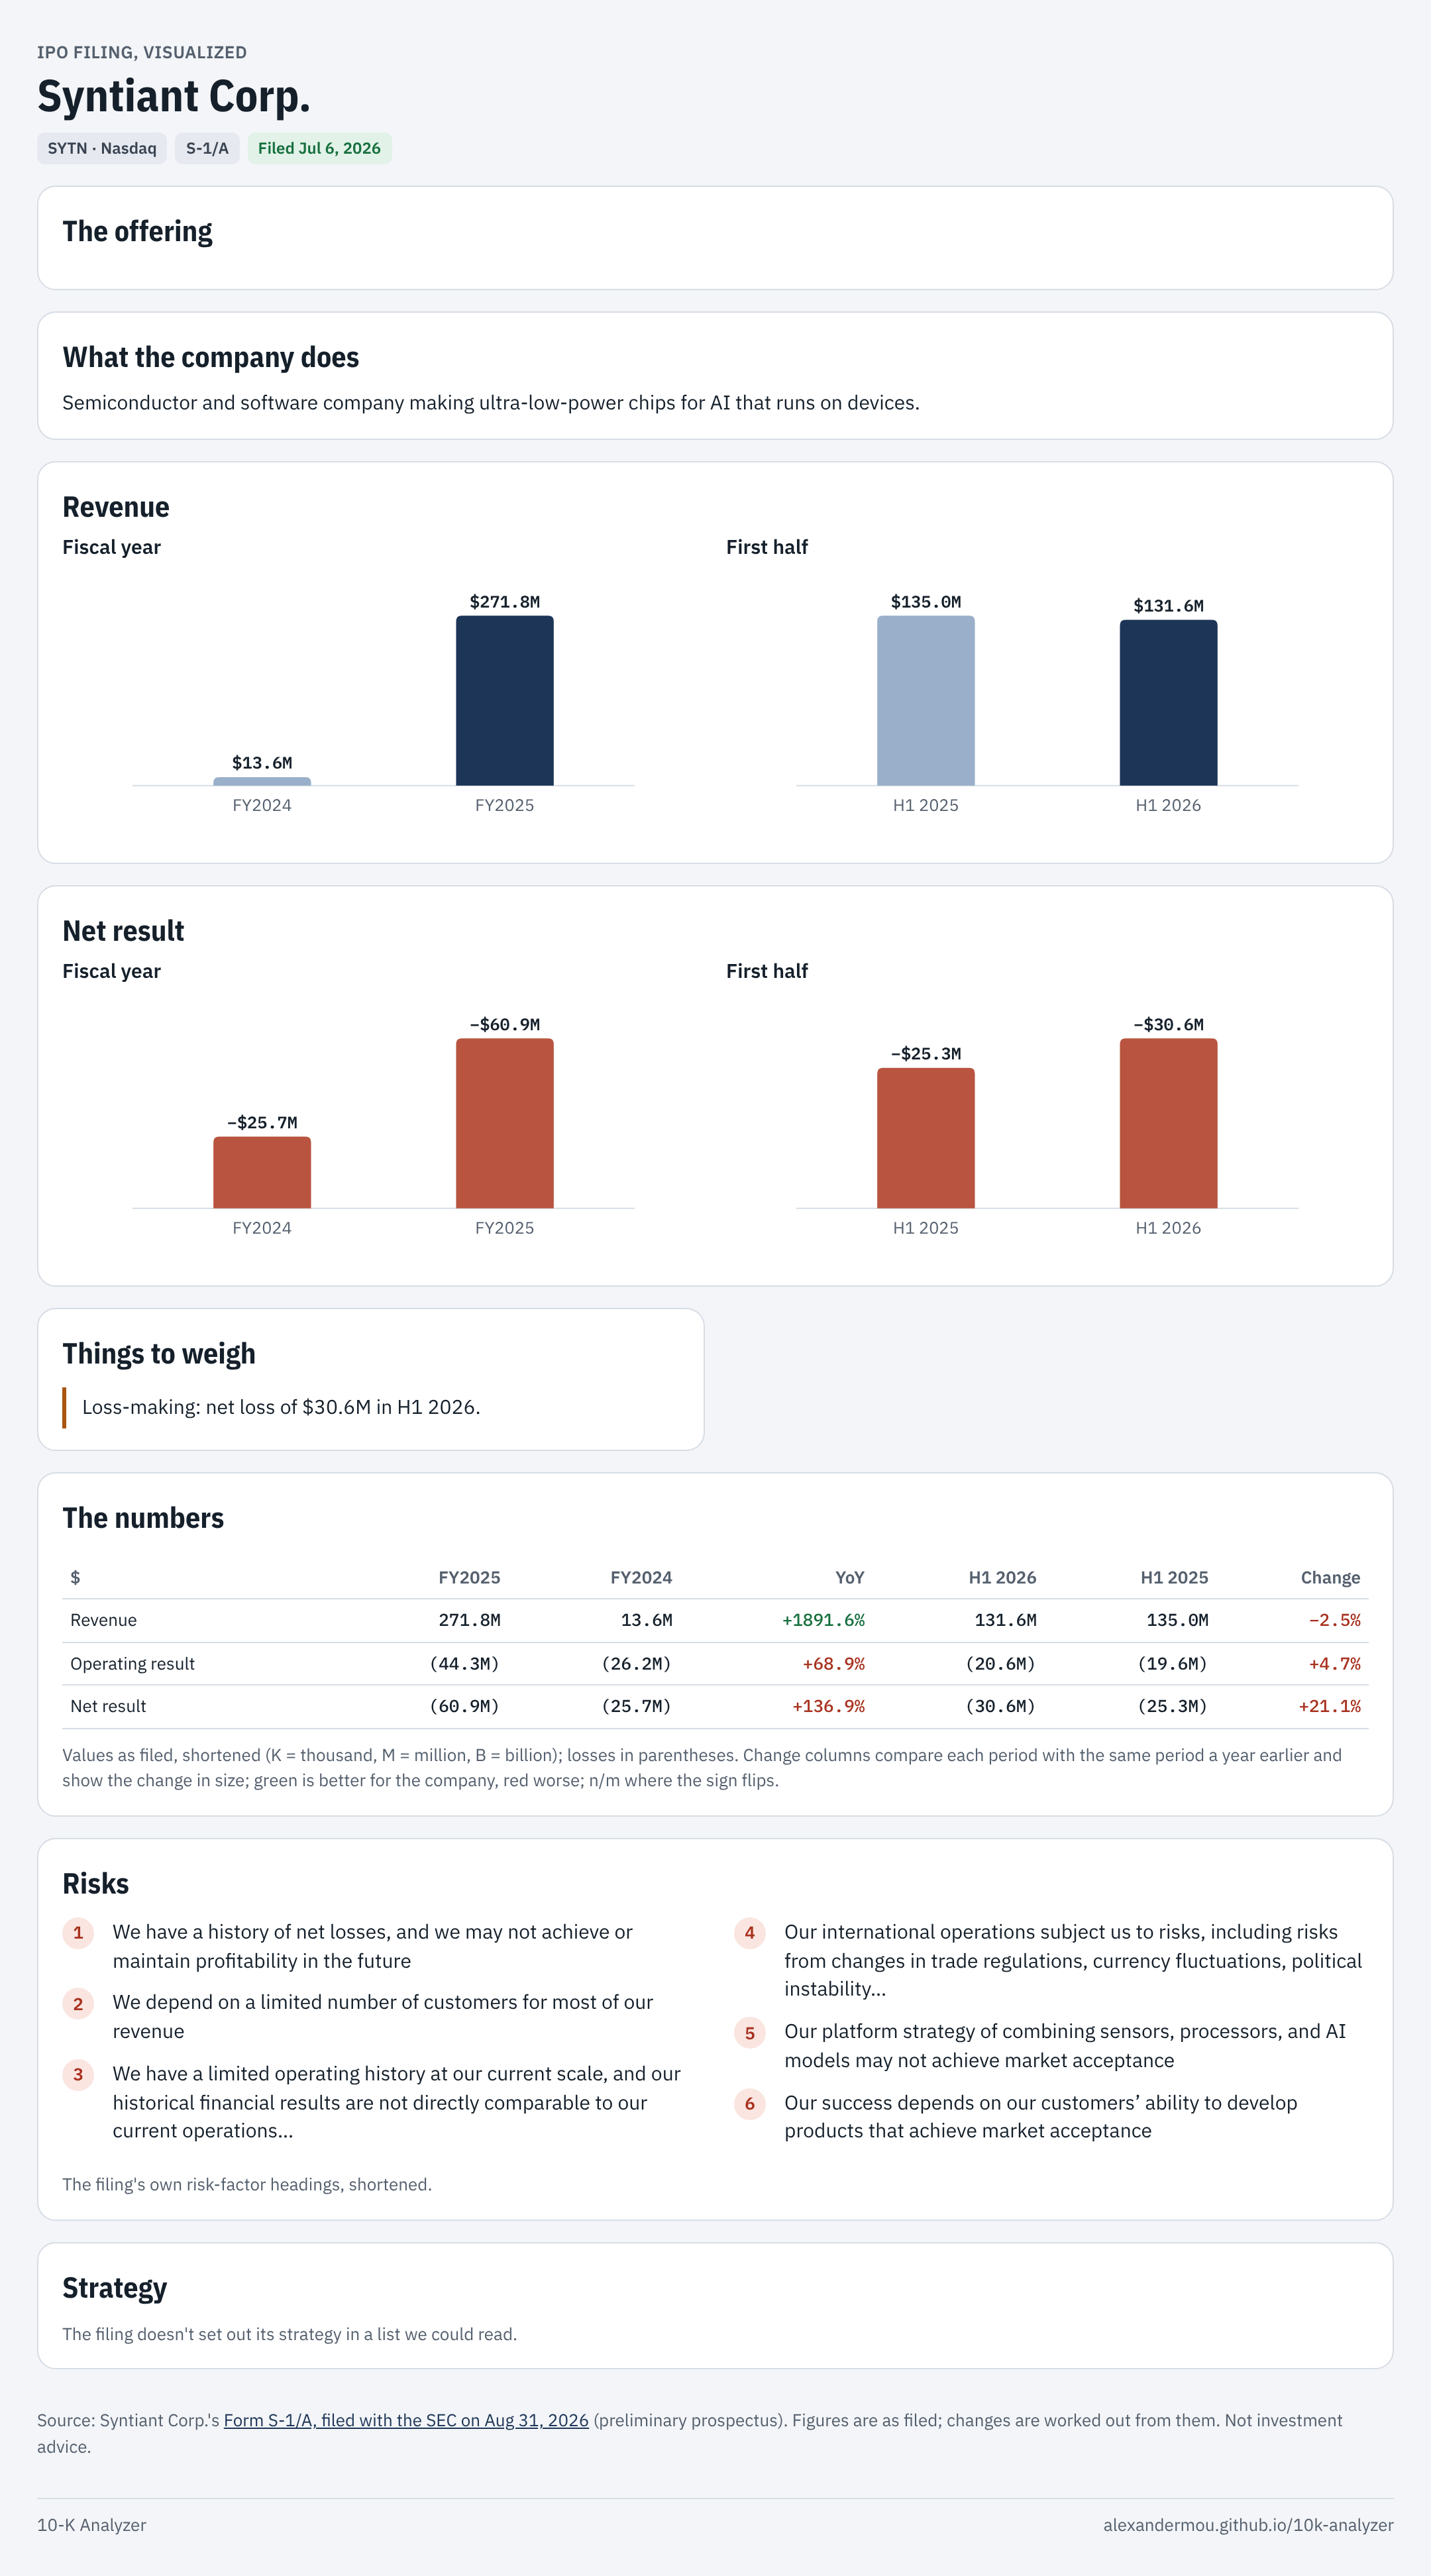 IPO FILING, VISUALIZED
Syntiant Corp.
SYTN · Nasdaq
S-1/A
Filed Jul 6, 2026
The offering
What the company does
Semiconductor and software company making ultra-low-power chips for AI that runs on devices.
Revenue
Fiscal year
$13.6M
$271.8M
FY2024
FY2025
First half
$135.0M
$131.6M
H1 2025
H1 2026
Net result
Fiscal year
−$25.7M
−$60.9M
FY2024
FY2025
First half
−$25.3M
−$30.6M
H1 2025
H1 2026
Things to weigh
Loss-making: net loss of $30.6M in H1 2026.
The numbers
$ FY2025 FY2024 YoY H1 2026 H1 2025 Change
Revenue 271.8M 13.6M +1891.6% 131.6M 135.0M −2.5%
Operating result (44.3M) (26.2M) +68.9% (20.6M) (19.6M) +4.7%
Net result (60.9M) (25.7M) +136.9% (30.6M) (25.3M) +21.1%
Values as filed, shortened (K = thousand, M = million, B = billion); losses in parentheses. Change columns compare each period with the same period a year earlier and
show the change in size; green is better for the company, red worse; n/m where the sign flips.
Risks
1 We have a history of net losses, and we may not achieve or
maintain profitability in the future
2 We depend on a limited number of customers for most of our
revenue
3 We have a limited operating history at our current scale, and our
historical financial results are not directly comparable to our
current operations…
4 Our international operations subject us to risks, including risks
from changes in trade regulations, currency fluctuations, political
instability…
5 Our platform strategy of combining sensors, processors, and AI
models may not achieve market acceptance
6 Our success depends on our customers’ ability to develop
products that achieve market acceptance
The filing's own risk-factor headings, shortened.
Strategy
The filing doesn't set out its strategy in a list we could read.
Source: Syntiant Corp.'s Form S-1/A, filed with the SEC on Aug 31, 2026 (preliminary prospectus). Figures are as filed; changes are worked out from them. Not investment
advice.
10-K Analyzer
alexandermou.github.io/10k-analyzer